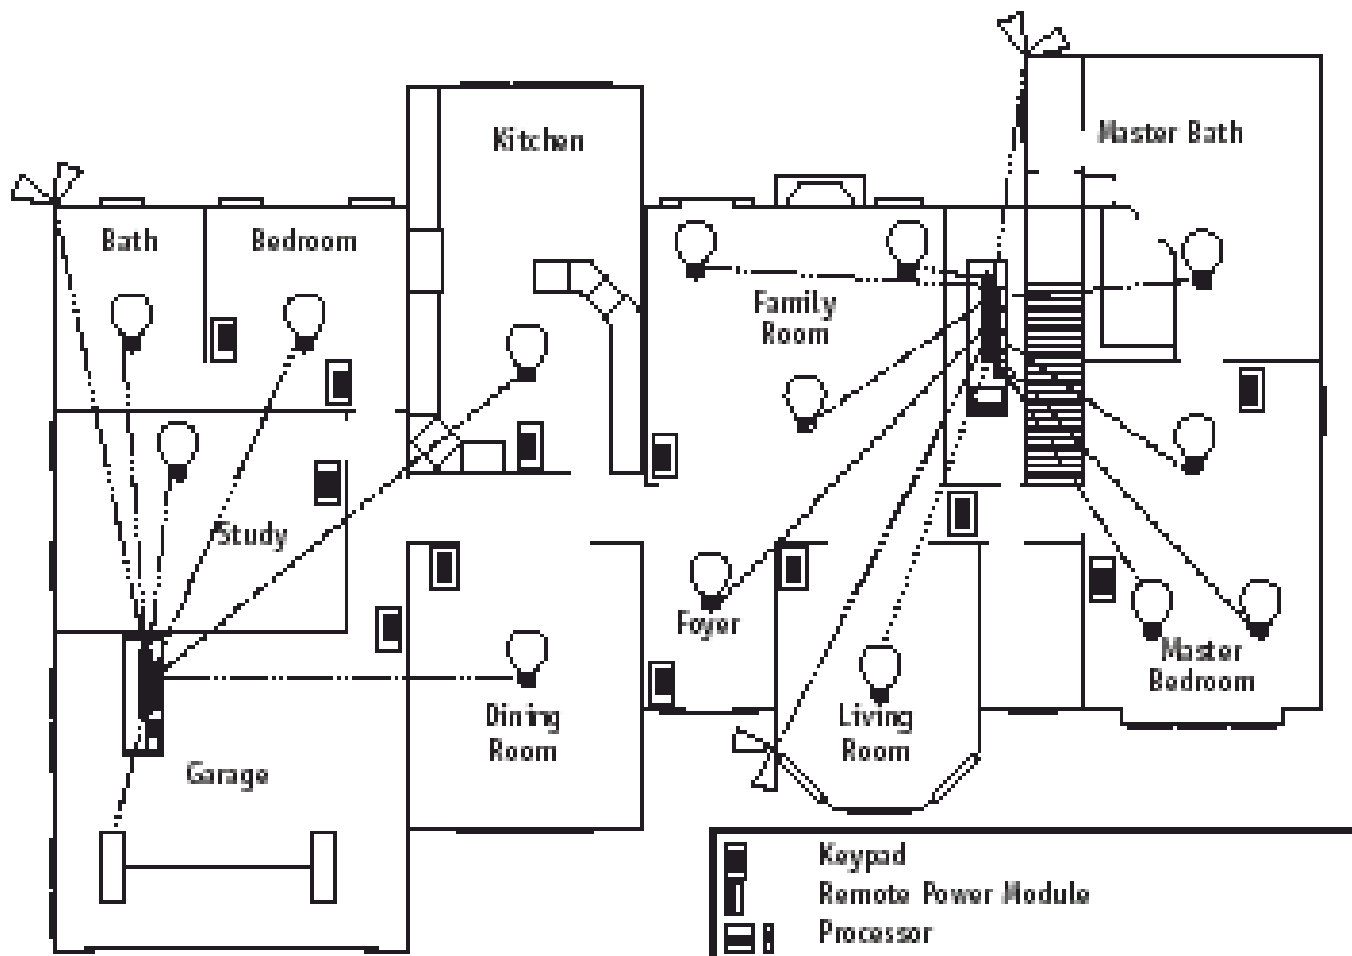 Kitchen
Master Bath
Bath
Bedroom
Family
Room
Study
Foyer
Master
Bedroom
Dining
Room
Living
Room
Garage
Keypad
Remote Power Module
Processor